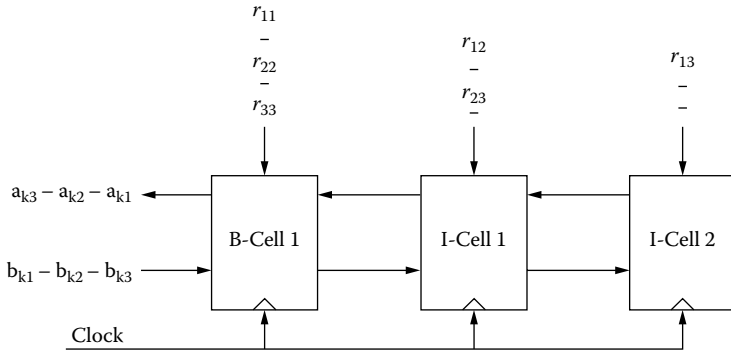 r11
–
r22
–
r33
r12
–
r23
–
r13
–
–
ak3 – ak2 – ak1
bk1 – bk2 – bk3
B-Cell 1
I-Cell 1
I-Cell 2
Clock